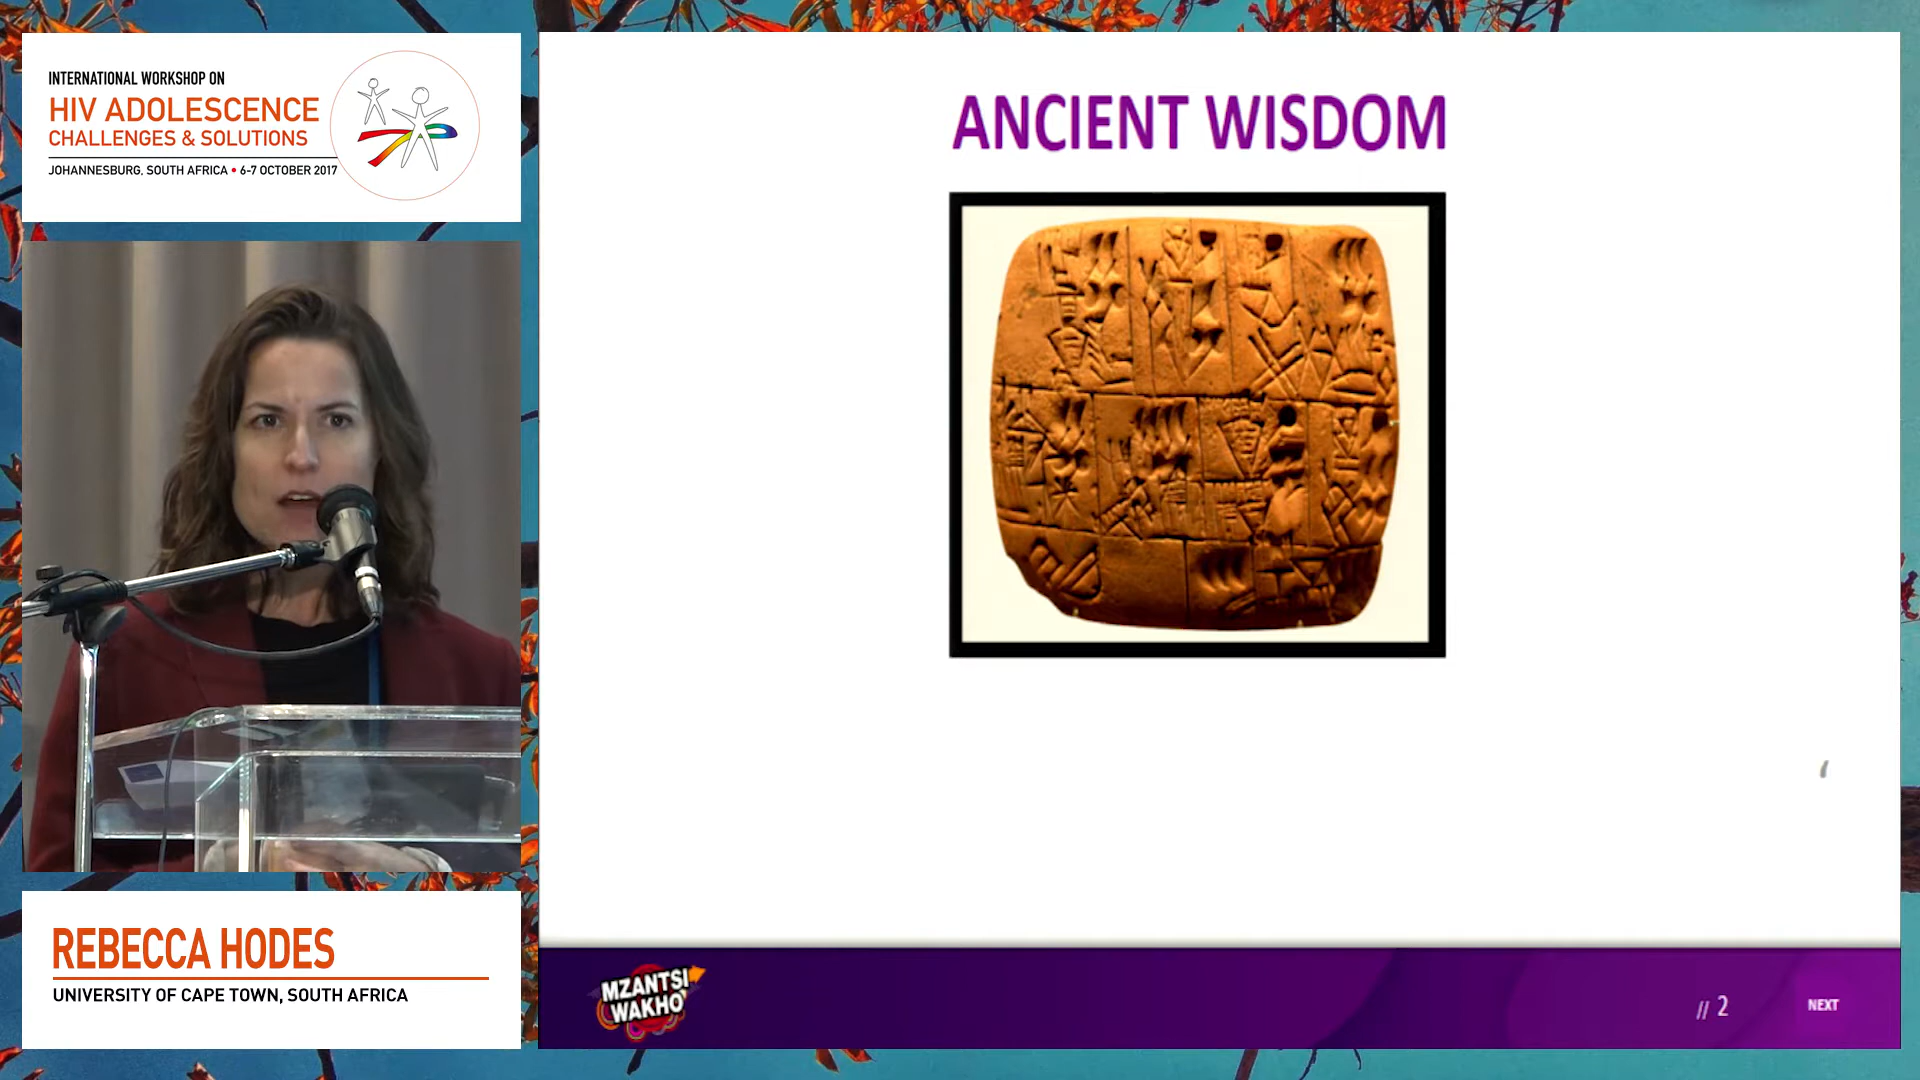 INTERNATIONAL WORKSHOP ON
HIV ADOLESCENCE
CHALLENGES & SOLUTIONS
JOHANNESBURG, SOUTH AFRICA • 6-7 OCTOBER 2017
REBECCA HODES
UNIVERSITY OF CAPE TOWN, SOUTH AFRICA
ANCIENT WISDOM
MZANTSI
WAKHO
// 2
NEXT